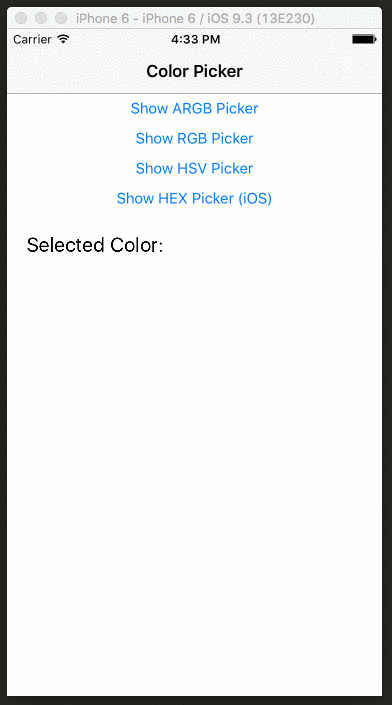 iPhone 6 - iPhone 6 / iOS 9.3 (13E230)
Carrier 4:33 PM
Color Picker
Show ARGB Picker
Show RGB Picker
Show HSV Picker
Show HEX Picker (iOS)
Selected Color: